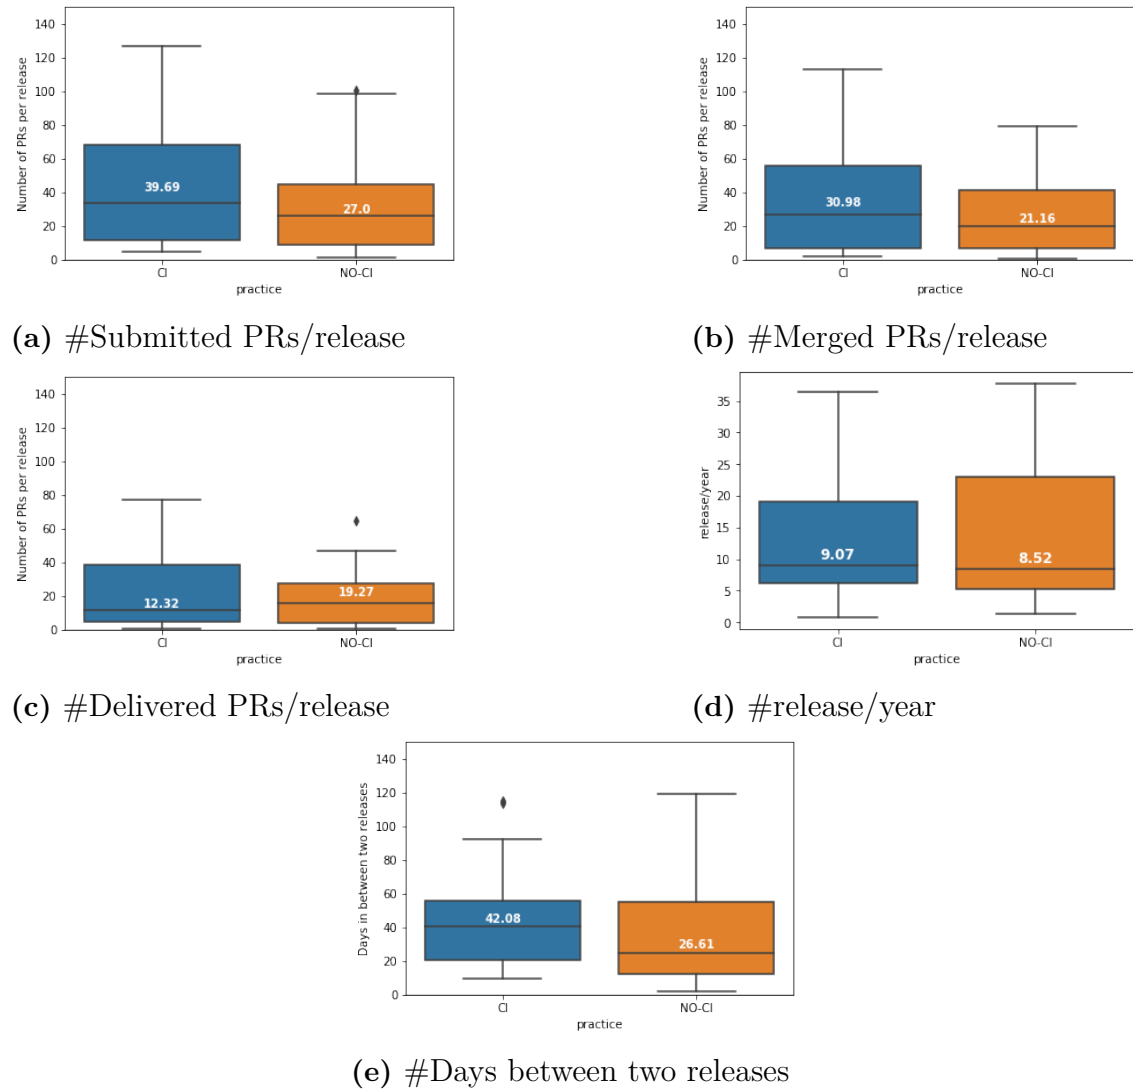 140
120
100
80
60
40
20
0
Number of PRs per release
39.69
27.0
CI
NO-CI
practice
(a) #Submitted PRs/release
140
120
100
80
60
40
20
0
Number of PRs per release
30.98
21.16
CI
NO-CI
practice
(b) #Merged PRs/release
140
120
100
80
60
40
20
0
Number of PRs per release
12.32
19.27
CI
NO-CI
practice
(c) #Delivered PRs/release
35
30
25
20
15
10
5
0
release/year
9.07
8.52
CI
NO-CI
practice
(d) #release/year
140
120
100
80
60
40
20
0
Days in between two releases
42.08
26.61
CI
NO-CI
practice
(e) #Days between two releases